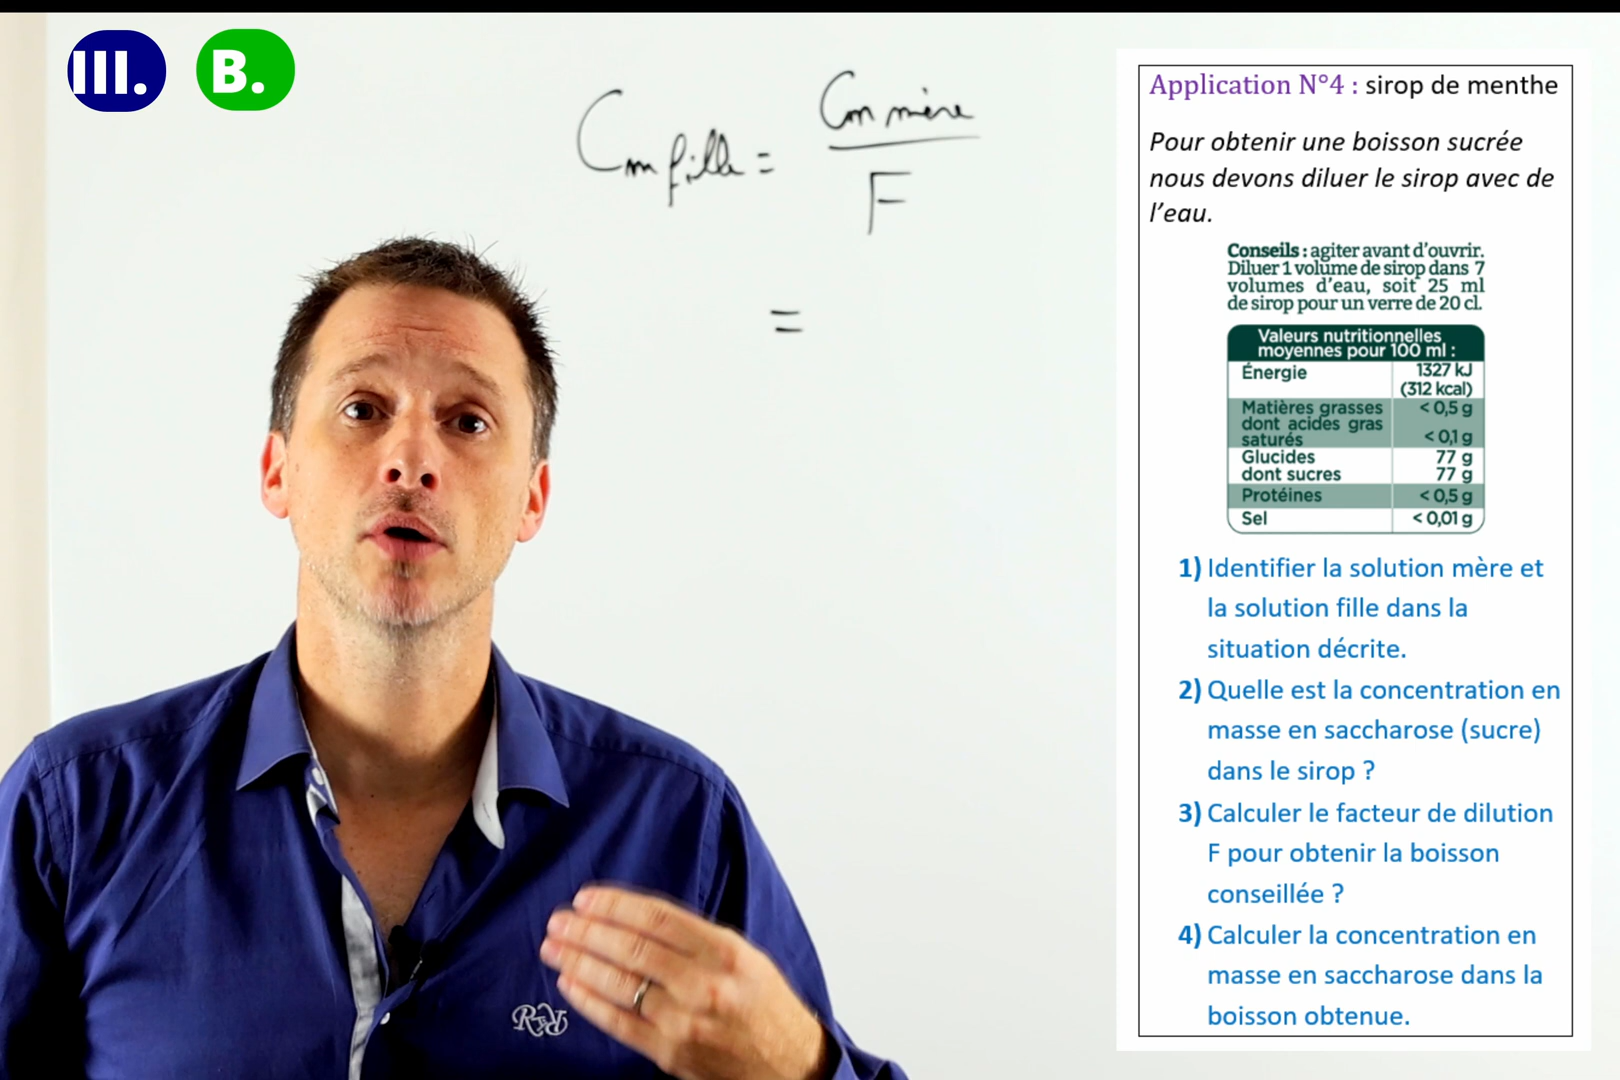 III. B.
Cm fille = Cm mère
F
=
Application N°4 : sirop de menthe
Pour obtenir une boisson sucrée
nous devons diluer le sirop avec de
l’eau.
Conseils : agiter avant d’ouvrir.
Diluer 1 volume de sirop dans 7
volumes d’eau, soit 25 ml
de sirop pour un verre de 20 cl.
Valeurs nutritionnelles
moyennes pour 100 ml :
Énergie 1327 kJ
(312 kcal)
Matières grasses < 0,5 g
dont acides gras
saturés < 0,1 g
Glucides 77 g
dont sucres 77 g
Protéines < 0,5 g
Sel < 0,01 g
1) Identifier la solution mère et
la solution fille dans la
situation décrite.
2) Quelle est la concentration en
masse en saccharose (sucre)
dans le sirop ?
3) Calculer le facteur de dilution
F pour obtenir la boisson
conseillée ?
4) Calculer la concentration en
masse en saccharose dans la
boisson obtenue.